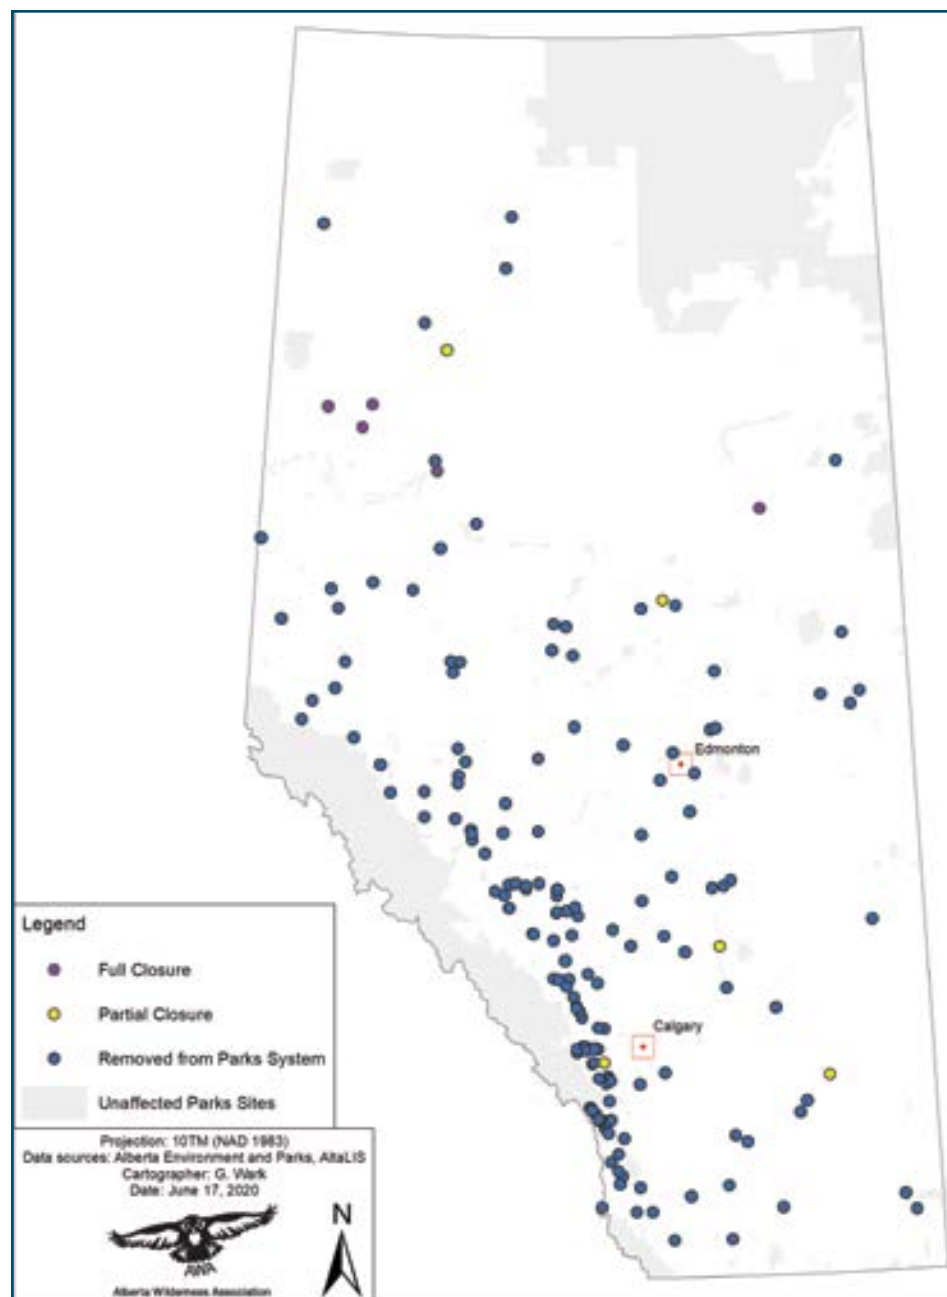 Edmonton
Calgary
Legend
Full Closure
Partial Closure
Removed from Parks System
Unaffected Parks Sites
Projection: 10TM (NAD 1983)
Data sources: Alberta Environment and Parks, AltaLIS
Cartographer: G. Wark
Date: June 17, 2020
N
AWA
Alberta Wilderness Association